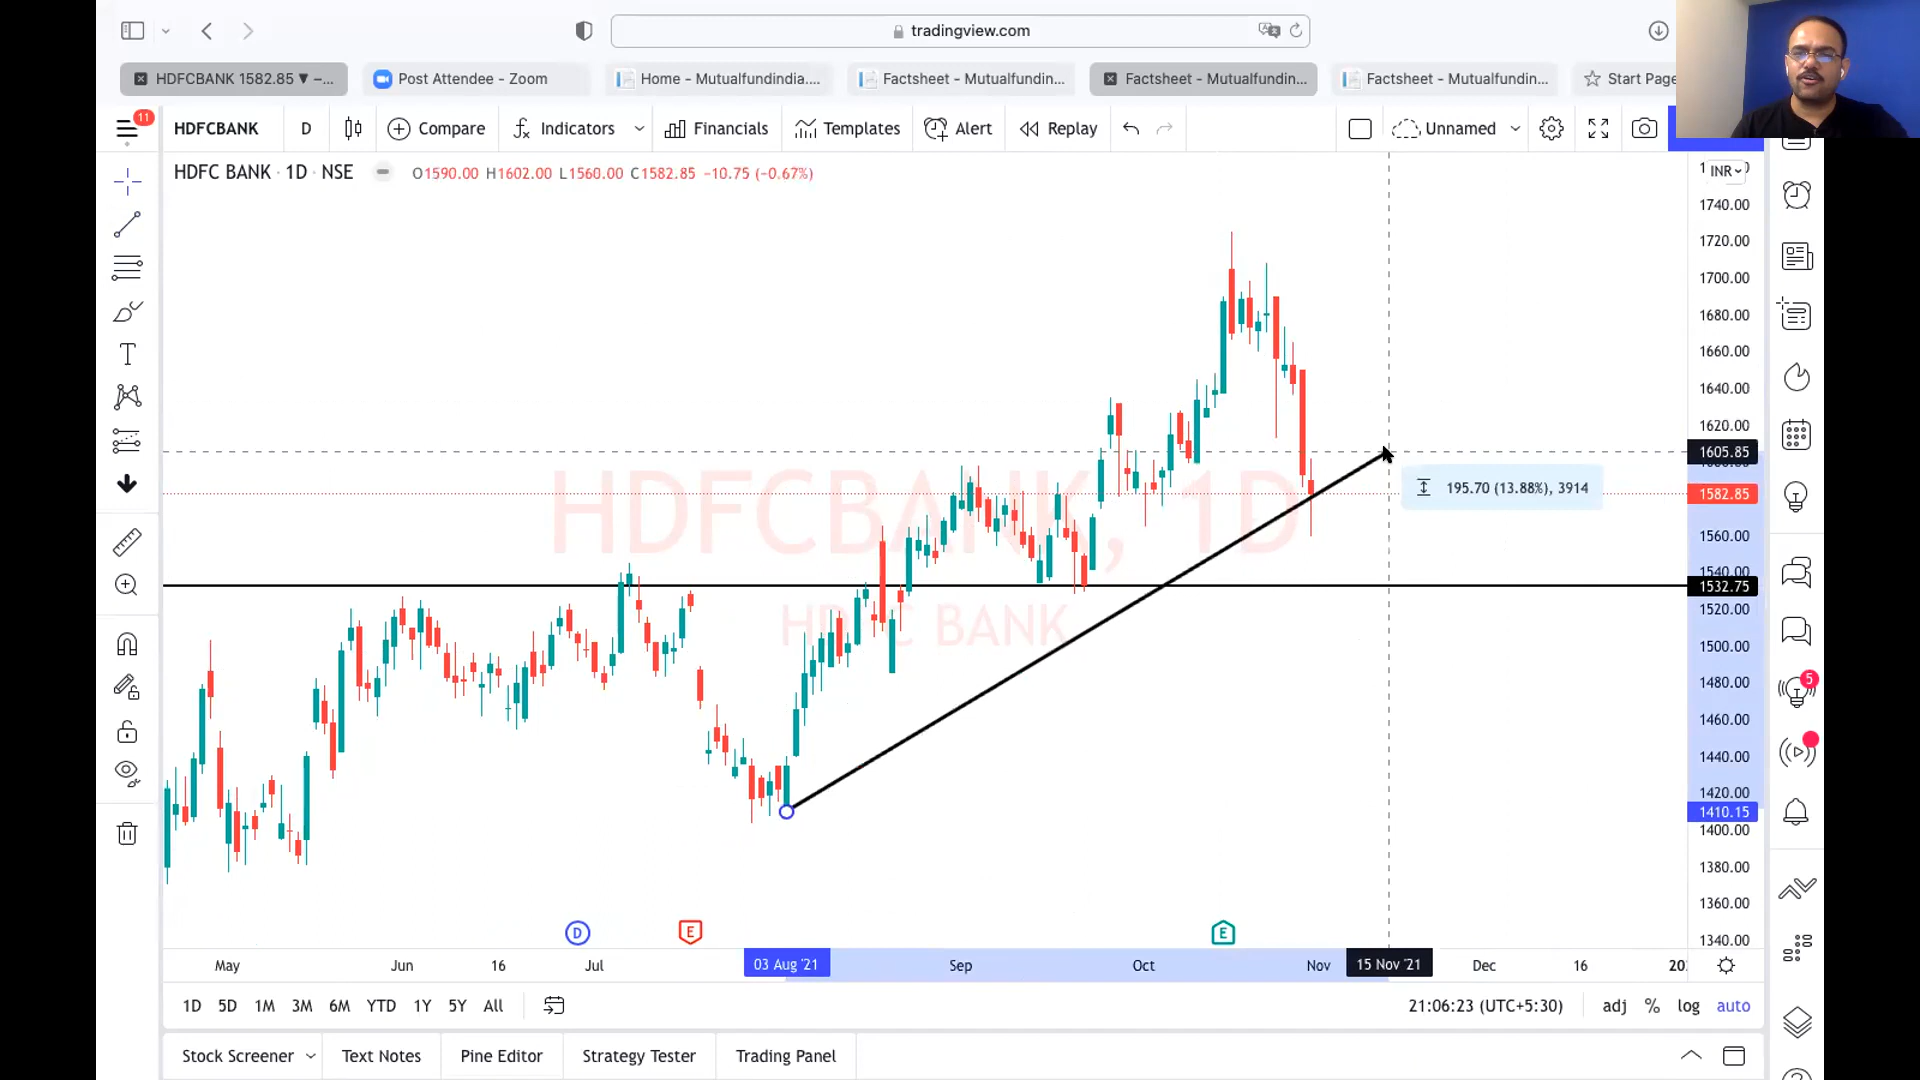 tradingview.com
HDFCBANK 1582.85 ▼ −...
Post Attendee - Zoom
Home - Mutualfundindia....
Factsheet - Mutualfundin...
Factsheet - Mutualfundin...
Factsheet - Mutualfundin...
Start Page
11
HDFCBANK
D
Compare
Indicators
Financials
Templates
Alert
Replay
Unnamed
HDFC BANK · 1D · NSE
O1590.00 H1602.00 L1560.00 C1582.85 −10.75 (−0.67%)
INR
1740.00
1720.00
1700.00
1680.00
1660.00
1640.00
1620.00
1605.85
1582.85
1560.00
1540.00
1532.75
1520.00
1500.00
1480.00
1460.00
1440.00
1420.00
1410.15
1400.00
1380.00
1360.00
1340.00
195.70 (13.88%), 3914
HDFCBANK, 1D
HDFC BANK
5
D
E
E
May
Jun
16
Jul
03 Aug '21
Sep
Oct
Nov
15 Nov '21
Dec
16
1D 5D 1M 3M 6M YTD 1Y 5Y All
21:06:23 (UTC+5:30)
adj % log auto
Stock Screener
Text Notes
Pine Editor
Strategy Tester
Trading Panel